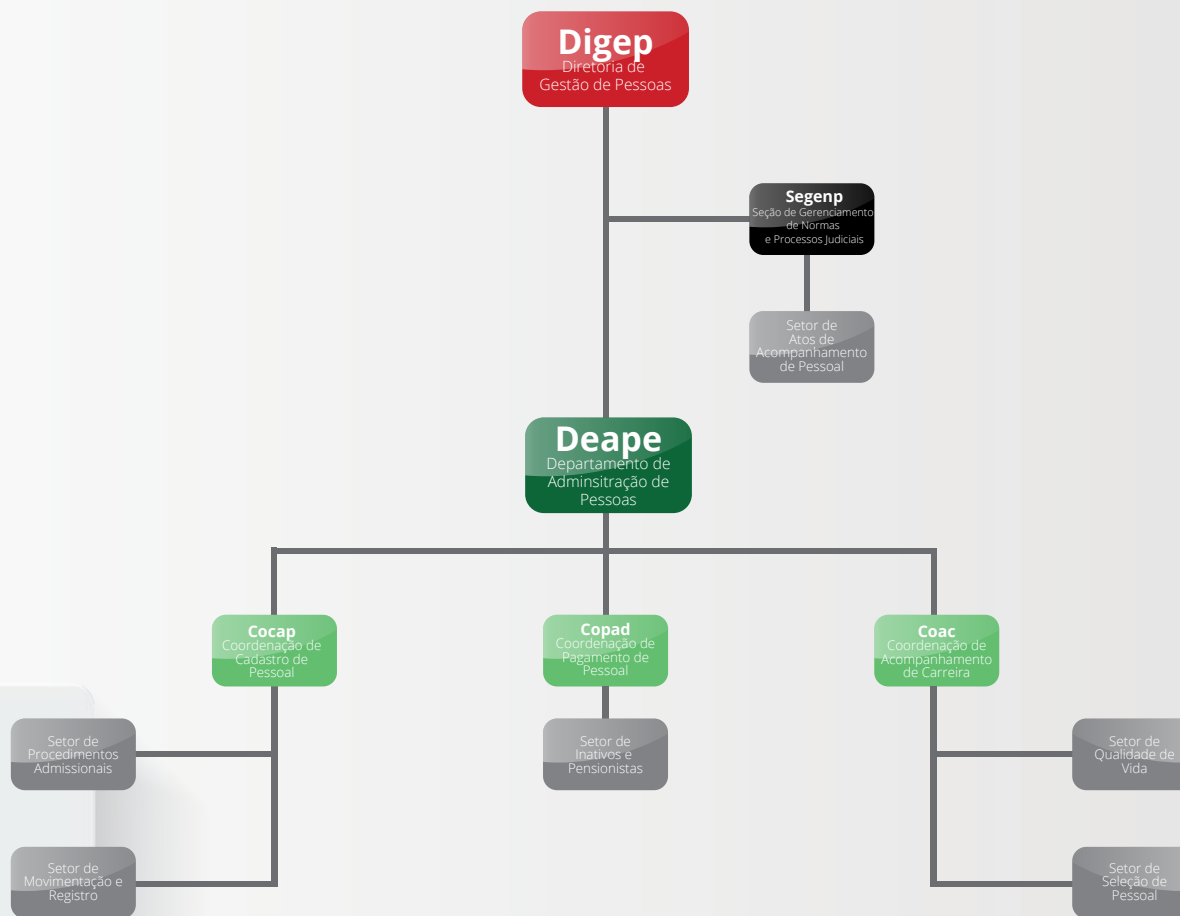 Digep
Diretoria de
Gestão de Pessoas
Segenp
Seção de Gerenciamento
de Normas
e Processos Judiciais
Setor de
Atos de
Acompanhamento
de Pessoal
Deape
Departamento de
Adminsitração de
Pessoas
Cocap
Coordenação de
Cadastro de
Pessoal
Copad
Coordenação de
Pagamento de
Pessoal
Coac
Coordenação de
Acompanhamento
de Carreira
Setor de
Procedimentos
Admissionais
Setor de
Inativos e
Pensionistas
Setor de
Qualidade de
Vida
Setor de
Movimentação e
Registro
Setor de
Seleção de
Pessoal